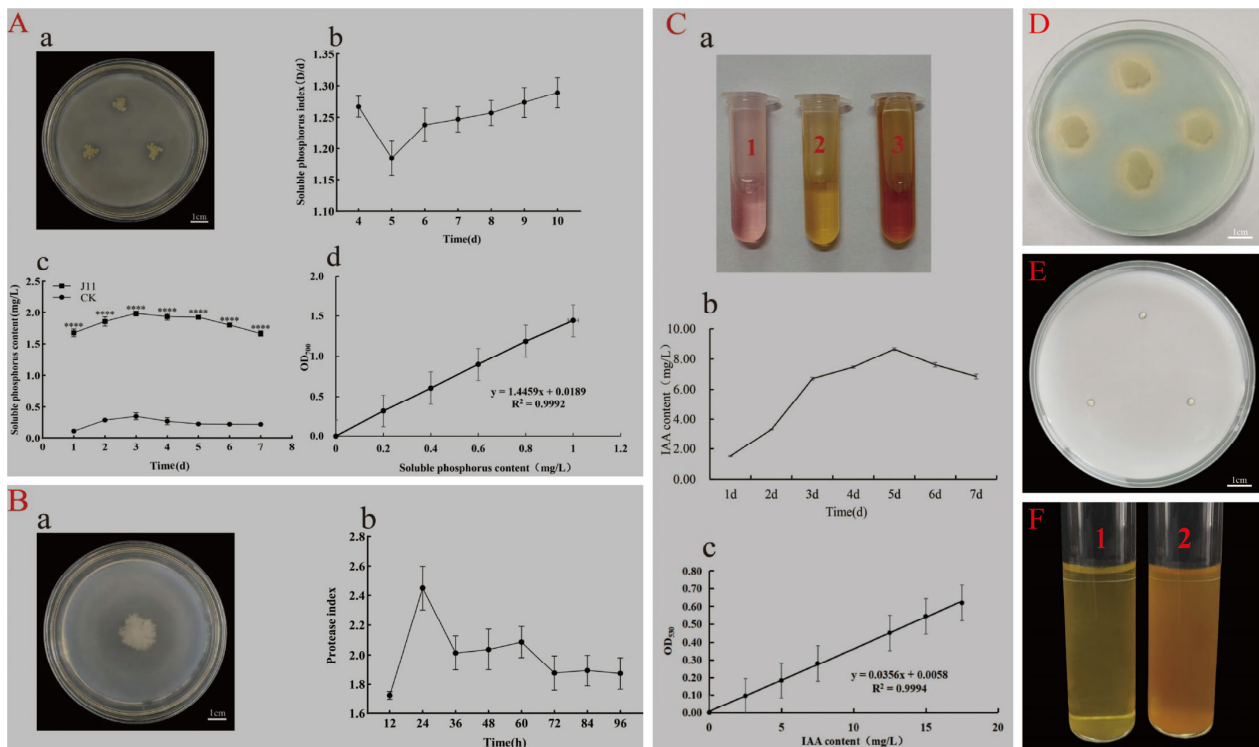 A
a
1cm
b
Soluble phosphorus index (D/d)
1.35
1.30
1.25
1.20
1.15
1.10
4 5 6 7 8 9 10
Time(d)
c
J11
CK
Soluble phosphorus content (mg/L)
2.5
2.0
1.5
1.0
0.5
0.0
**** **** **** **** **** **** ****
0 1 2 3 4 5 6 7 8
Time(d)
d
OD700
2.0
1.5
1.0
0.5
0.0
y = 1.4459x + 0.0189
R² = 0.9992
0 0.2 0.4 0.6 0.8 1 1.2
Soluble phosphorus content（mg/L）
B
a
1cm
b
Protease index
2.8
2.6
2.4
2.2
2.0
1.8
1.6
12 24 36 48 60 72 84 96
Time(h)
C
a
1 2 3
b
IAA content（mg/L）
10.00
8.00
6.00
4.00
2.00
0.00
1d 2d 3d 4d 5d 6d 7d
Time(d)
c
OD530
0.80
0.70
0.60
0.50
0.40
0.30
0.20
0.10
0.00
y = 0.0356x + 0.0058
R² = 0.9994
0 5 10 15 20
IAA content（mg/L）
D
1cm
E
1cm
F
1 2